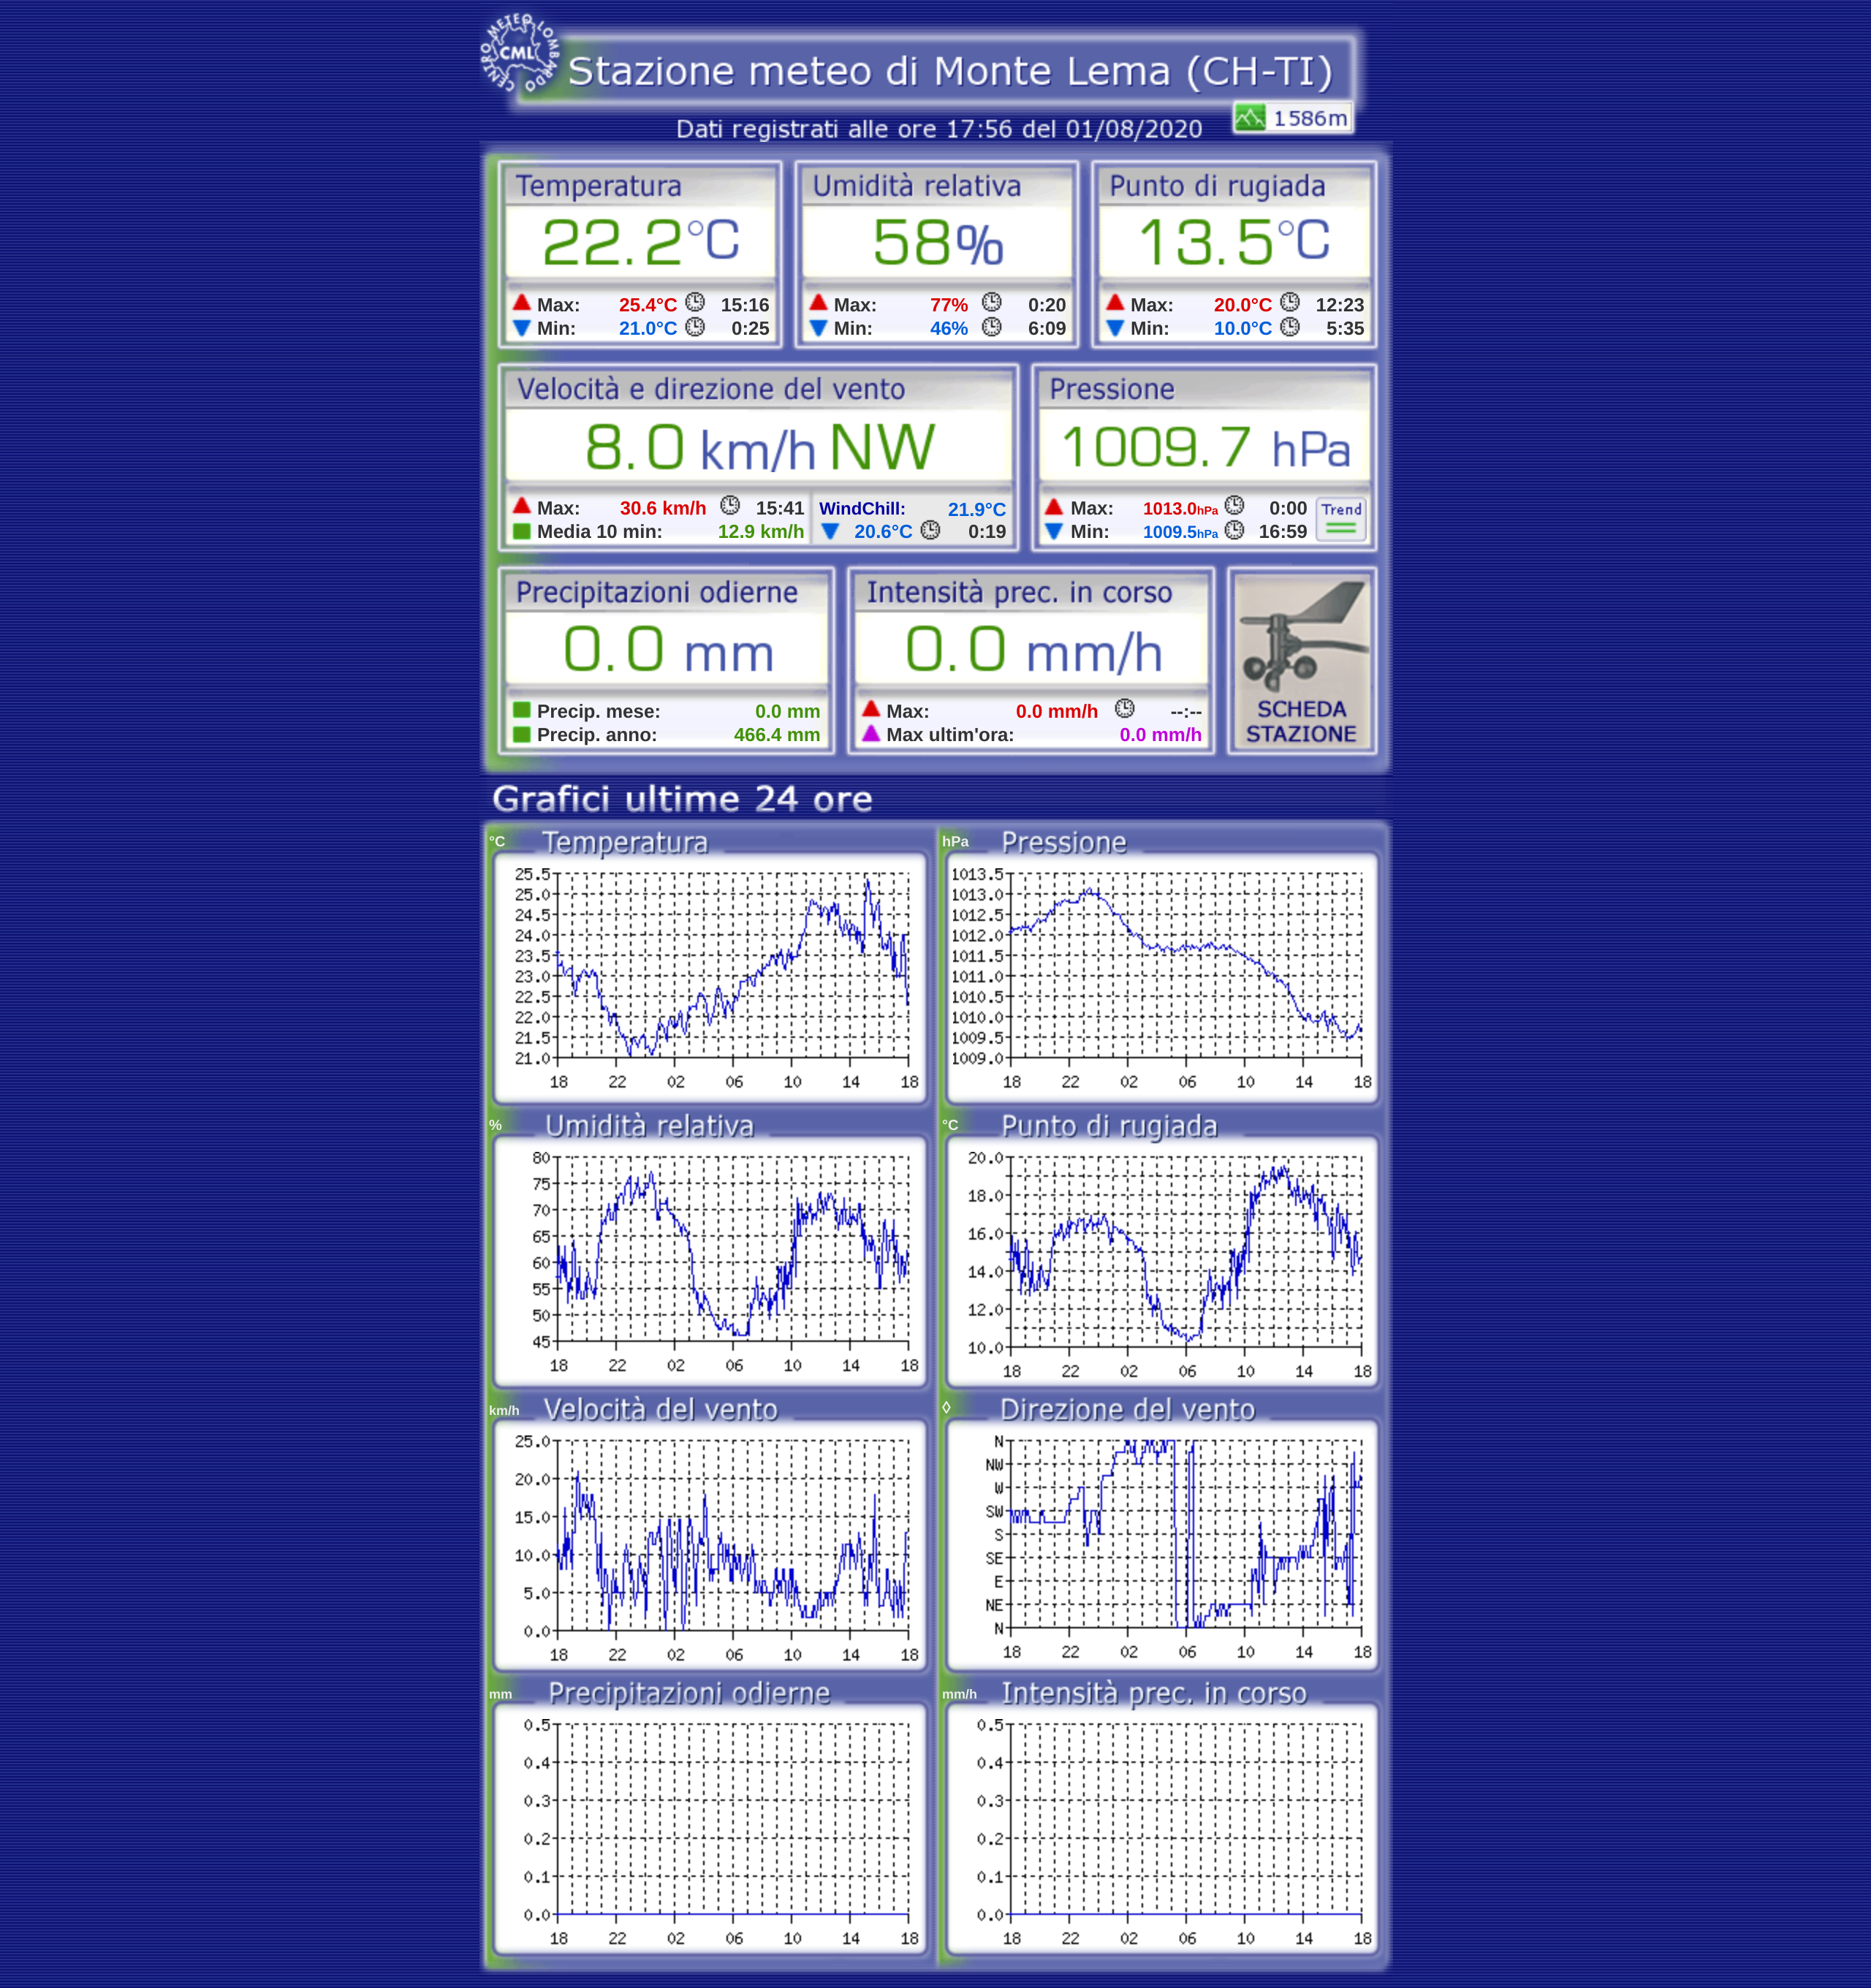 CENTRO METEO LOMBARDO
CML
Stazione meteo di Monte Lema (CH-TI)
1586m
Dati registrati alle ore 17:56 del 01/08/2020
Temperatura
22.2°C
Max: 25.4°C 15:16
Min: 21.0°C 0:25
Umidità relativa
58%
Max: 77% 0:20
Min: 46% 6:09
Punto di rugiada
13.5°C
Max: 20.0°C 12:23
Min: 10.0°C 5:35
Velocità e direzione del vento
8.0 km/h NW
Max: 30.6 km/h 15:41
Media 10 min: 12.9 km/h
WindChill: 21.9°C
20.6°C 0:19
Pressione
1009.7 hPa
Max: 1013.0hPa 0:00
Min: 1009.5hPa 16:59
Trend
Precipitazioni odierne
0.0 mm
Precip. mese: 0.0 mm
Precip. anno: 466.4 mm
Intensità prec. in corso
0.0 mm/h
Max: 0.0 mm/h --:--
Max ultim'ora: 0.0 mm/h
SCHEDA
STAZIONE
Grafici ultime 24 ore
°C Temperatura
25.5
25.0
24.5
24.0
23.5
23.0
22.5
22.0
21.5
21.0
18 22 02 06 10 14 18
hPa Pressione
1013.5
1013.0
1012.5
1012.0
1011.5
1011.0
1010.5
1010.0
1009.5
1009.0
18 22 02 06 10 14 18
% Umidità relativa
80
75
70
65
60
55
50
45
18 22 02 06 10 14 18
°C Punto di rugiada
20.0
18.0
16.0
14.0
12.0
10.0
18 22 02 06 10 14 18
km/h Velocità del vento
25.0
20.0
15.0
10.0
5.0
0.0
18 22 02 06 10 14 18
◊ Direzione del vento
N
NW
W
SW
S
SE
E
NE
N
18 22 02 06 10 14 18
mm Precipitazioni odierne
0.5
0.4
0.3
0.2
0.1
0.0
18 22 02 06 10 14 18
mm/h Intensità prec. in corso
0.5
0.4
0.3
0.2
0.1
0.0
18 22 02 06 10 14 18